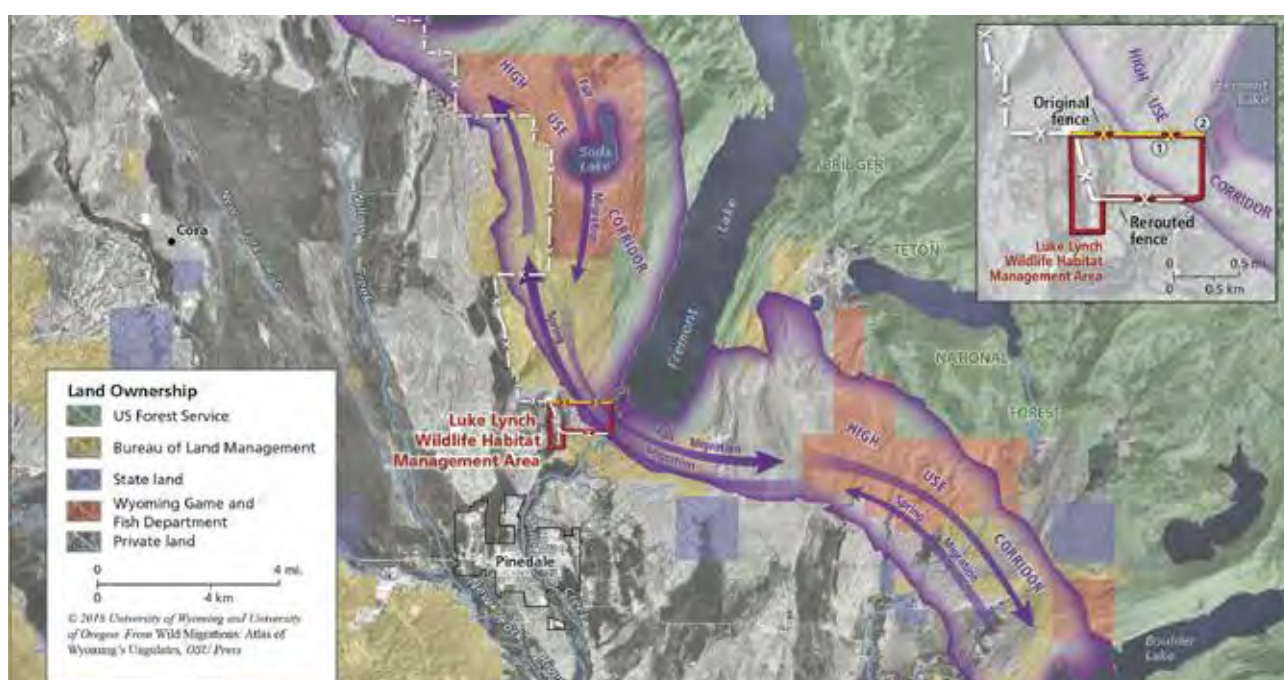 HIGH
USE
Fall
Migration
Soda
Lake
CORRIDOR
Cora
Spring
Fremont
Lake
BRIDGER
TETON
NATIONAL
FOREST
Luke Lynch
Wildlife Habitat
Management Area
Fall Migration
Migration
HIGH
USE
CORRIDOR
Spring
Migration
Pinedale
Boulder
Lake
Original
fence
HIGH
USE
CORRIDOR
Fremont
Lake
1
2
Rerouted
fence
Luke Lynch
Wildlife Habitat
Management Area
0 0.5 mi.
0 0.5 km
Land Ownership
US Forest Service
Bureau of Land Management
State land
Wyoming Game and
Fish Department
Private land
0 4 mi.
0 4 km
© 2018 University of Wyoming and University
of Oregon From Wild Migrations: Atlas of
Wyoming's Ungulates, OSU Press